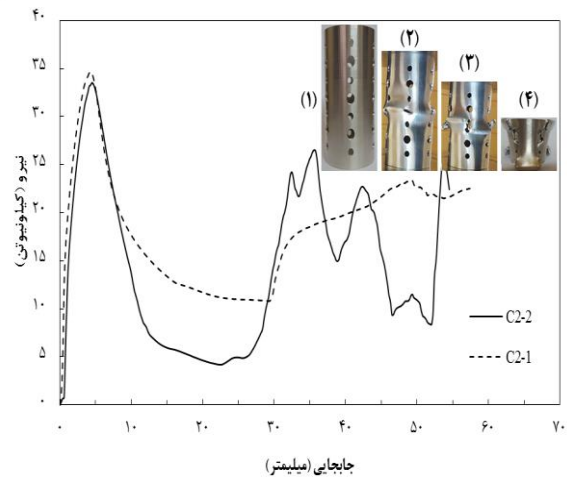 ۴۰
۳۵
۳۰
۲۵
۲۰
۱۵
۱۰
۵
۰
نیرو (کیلونیوتن)
(۱)
(۲)
(۳)
(۴)
C2-2
C2-1
۰ ۱۰ ۲۰ ۳۰ ۴۰ ۵۰ ۶۰ ۷۰
جابجایی (میلیمتر)